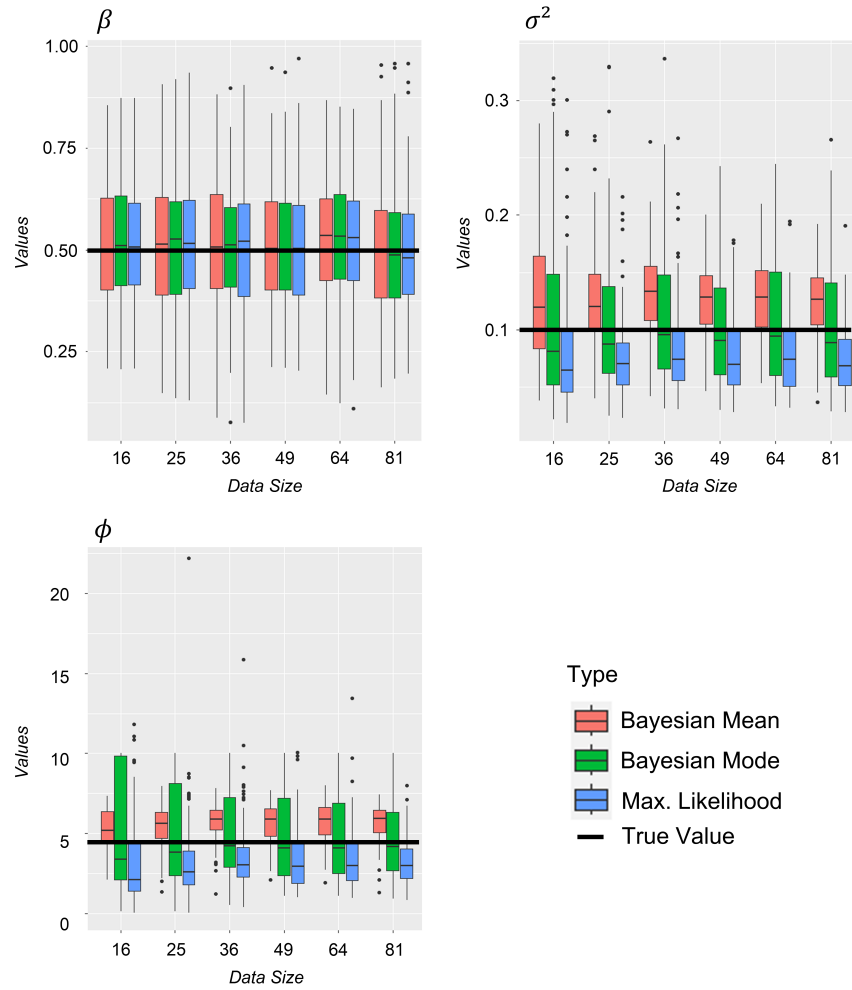 β
1.00
0.75
0.50
0.25
Values
16 25 36 49 64 81
Data Size
σ²
0.3
0.2
0.1
Values
16 25 36 49 64 81
Data Size
ϕ
20
15
10
5
0
Values
16 25 36 49 64 81
Data Size
Type
Bayesian Mean
Bayesian Mode
Max. Likelihood
True Value